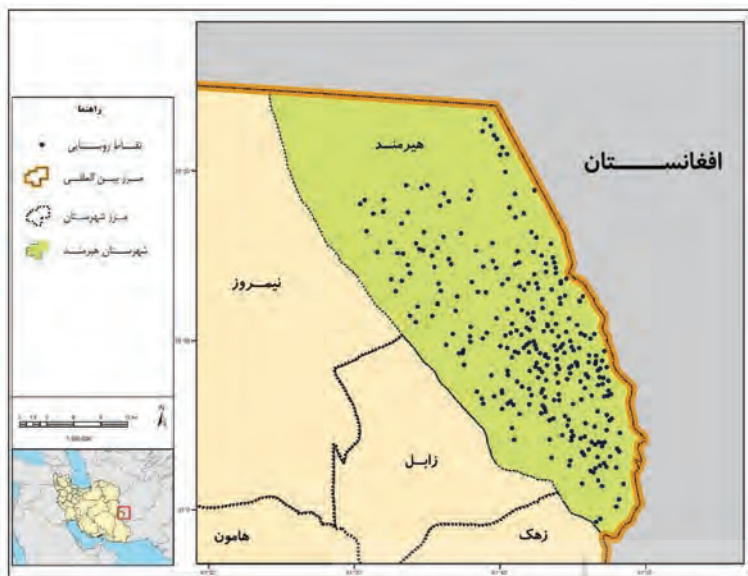 راهنما
نقاط روستایی
مرز بین المللی
مرز شهرستان
شهرستان هیرمند
افغانستان
هیرمند
نیمروز
زابل
زهک
هامون
N